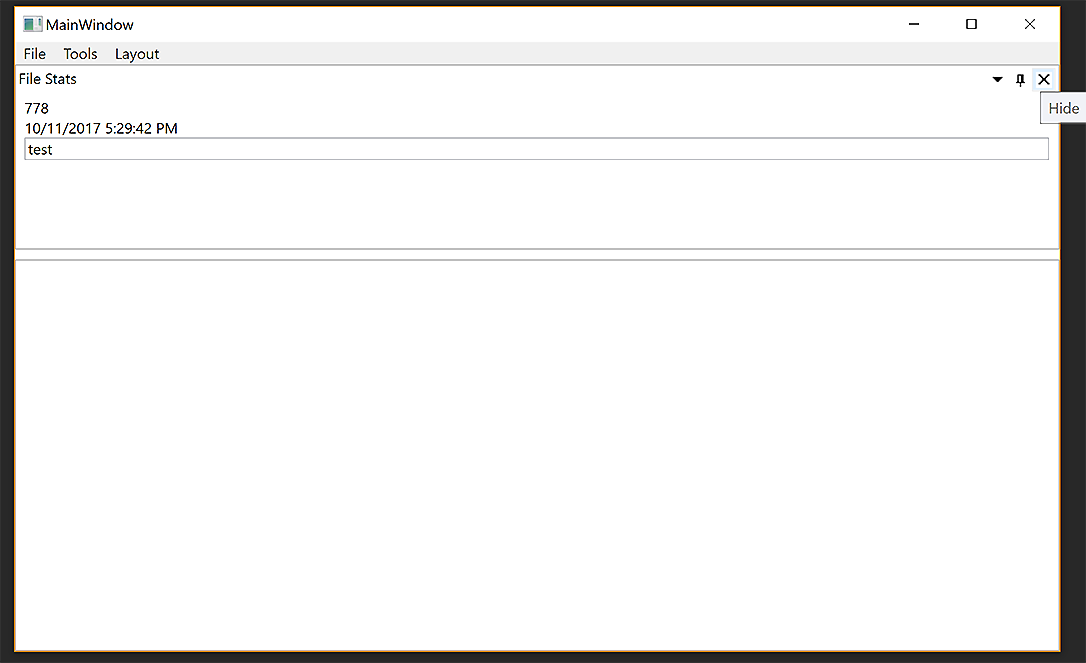 MainWindow
File Tools Layout
File Stats
Hide
778
10/11/2017 5:29:42 PM
test